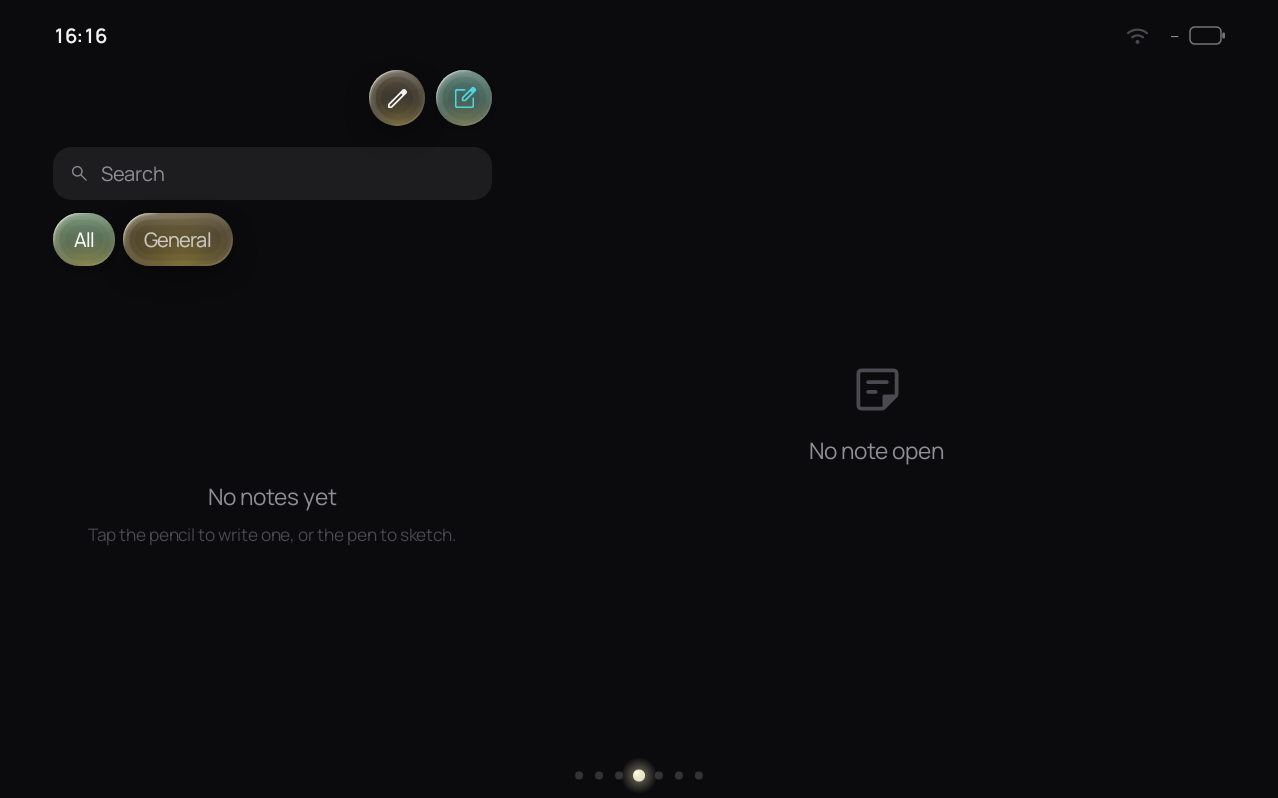 16:16
–
Search
All
General
No note open
No notes yet
Tap the pencil to write one, or the pen to sketch.